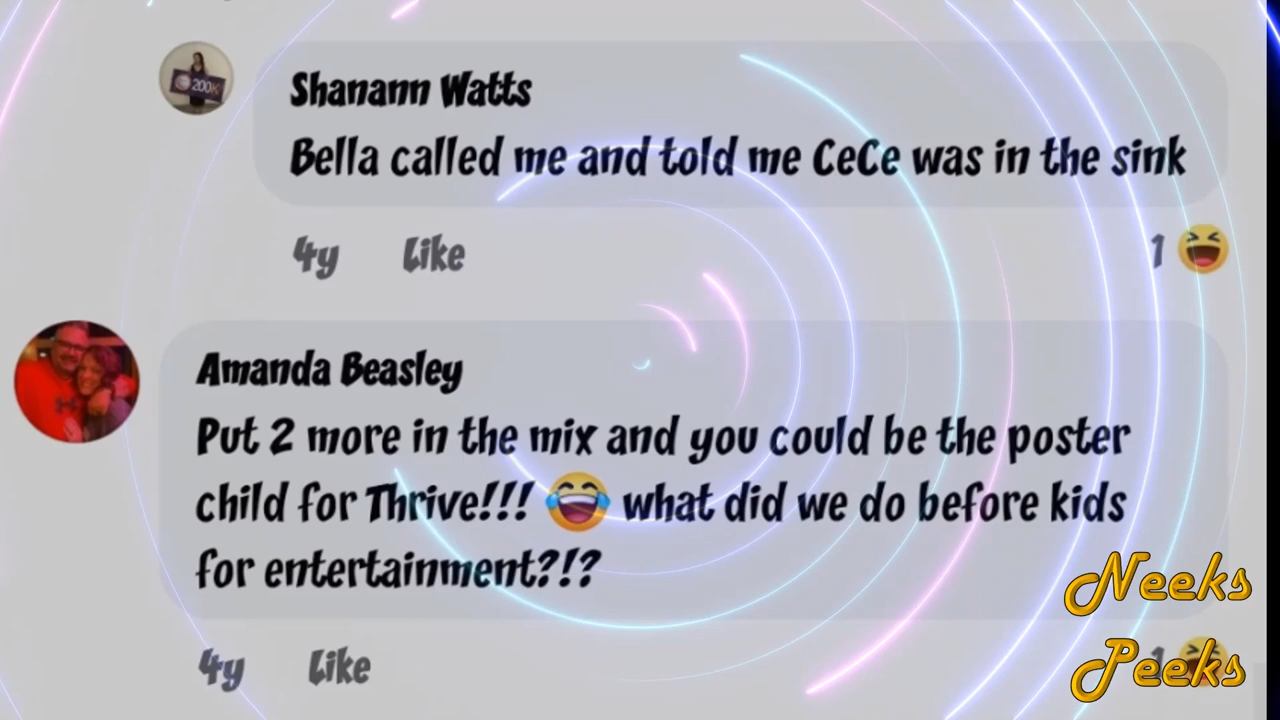 200K
Shanann Watts
Bella called me and told me CeCe was in the sink
4y Like 1
Amanda Beasley
Put 2 more in the mix and you could be the poster
child for Thrive!!! 😂 what did we do before kids
for entertainment?!?
4y Like 1
Neeks
Peeks